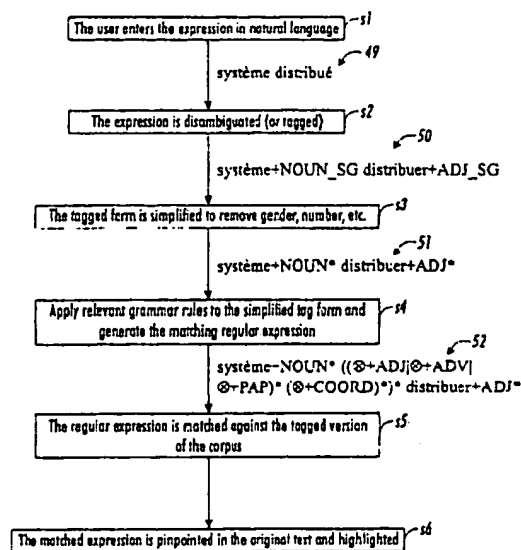 s1
The user enters the expression in natural language
49
système distribué
s2
The expression is disambiguated (or tagged)
50
système+NOUN_SG distribuer+ADJ_SG
s3
The tagged form is simplified to remove gender, number, etc.
51
système+NOUN* distribuer+ADJ*
s4
Apply relevant grammar rules to the simplified tag form and
generate the matching regular expression
52
système+NOUN* ((⊗+ADJ|⊗+ADV|
⊗+PAP)* (⊗+COORD)*)* distribuer+ADJ*
s5
The regular expression is matched against the tagged version
of the corpus
s6
The matched expression is pinpointed in the original text and highlighted